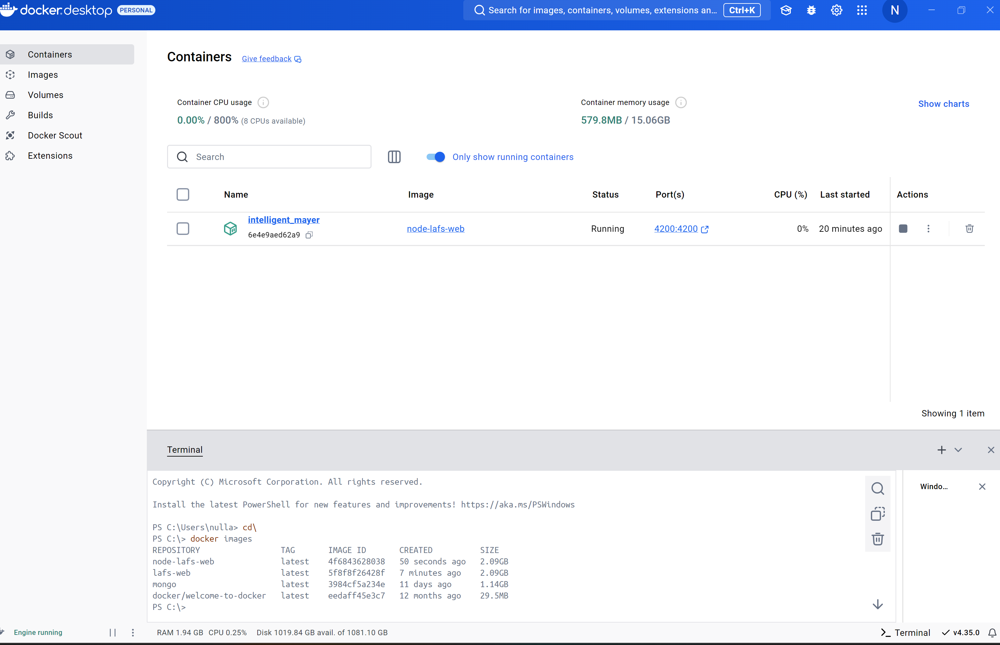 docker.desktop PERSONAL
Search for images, containers, volumes, extensions an... Ctrl+K
N
Containers
Images
Volumes
Builds
Docker Scout
Extensions
Containers Give feedback
Container CPU usage
0.00% / 800% (8 CPUs available)
Container memory usage
579.8MB / 15.06GB
Show charts
Search
Only show running containers
Name Image Status Port(s) CPU (%) Last started Actions
intelligent_mayer
6e4e9aed62a9
node-lafs-web Running 4200:4200 0% 20 minutes ago
Showing 1 item
Terminal
Copyright (C) Microsoft Corporation. All rights reserved.
Install the latest PowerShell for new features and improvements! https://aka.ms/PSWindows
PS C:\Users\nulla> cd\
PS C:\> docker images
REPOSITORY TAG IMAGE ID CREATED SIZE
node-lafs-web latest 4f6843628038 50 seconds ago 2.09GB
lafs-web latest 5f8f8f26428f 7 minutes ago 2.09GB
mongo latest 3984cf5a234e 11 days ago 1.14GB
docker/welcome-to-docker latest eedaff45e3c7 12 months ago 29.5MB
PS C:\>
Windo...
Engine running
RAM 1.94 GB CPU 0.25% Disk 1019.84 GB avail. of 1081.10 GB
Terminal v4.35.0